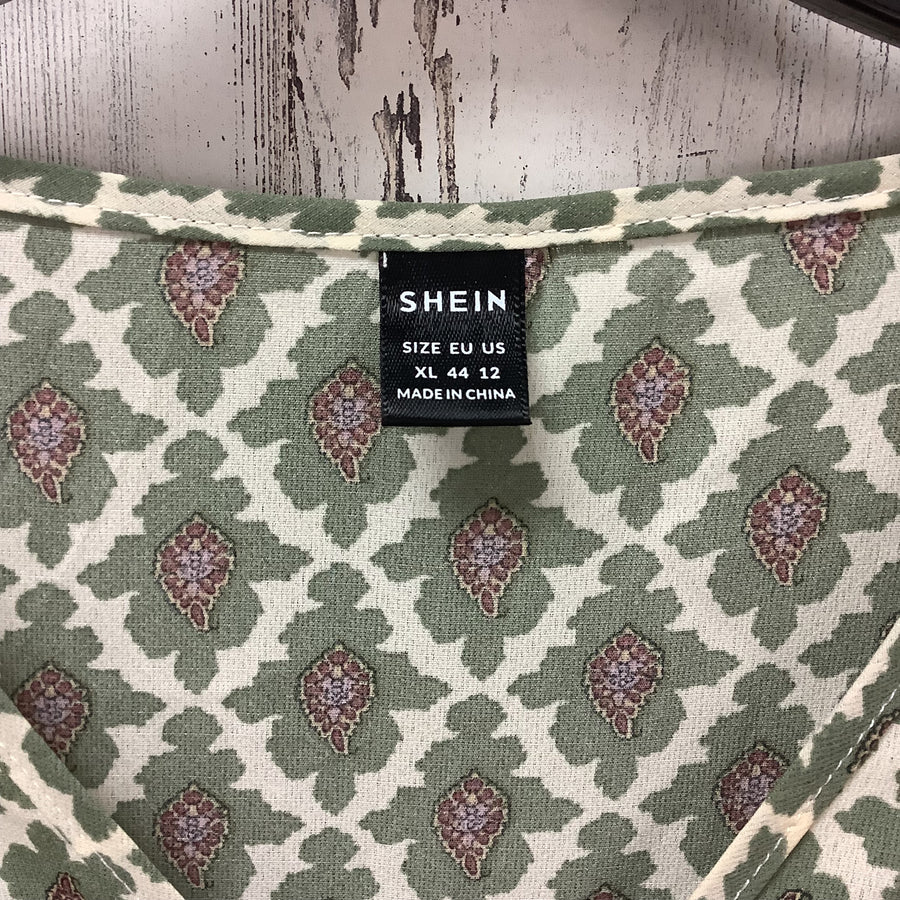 SHEIN
SIZE EU US
XL 44 12
MADE IN CHINA